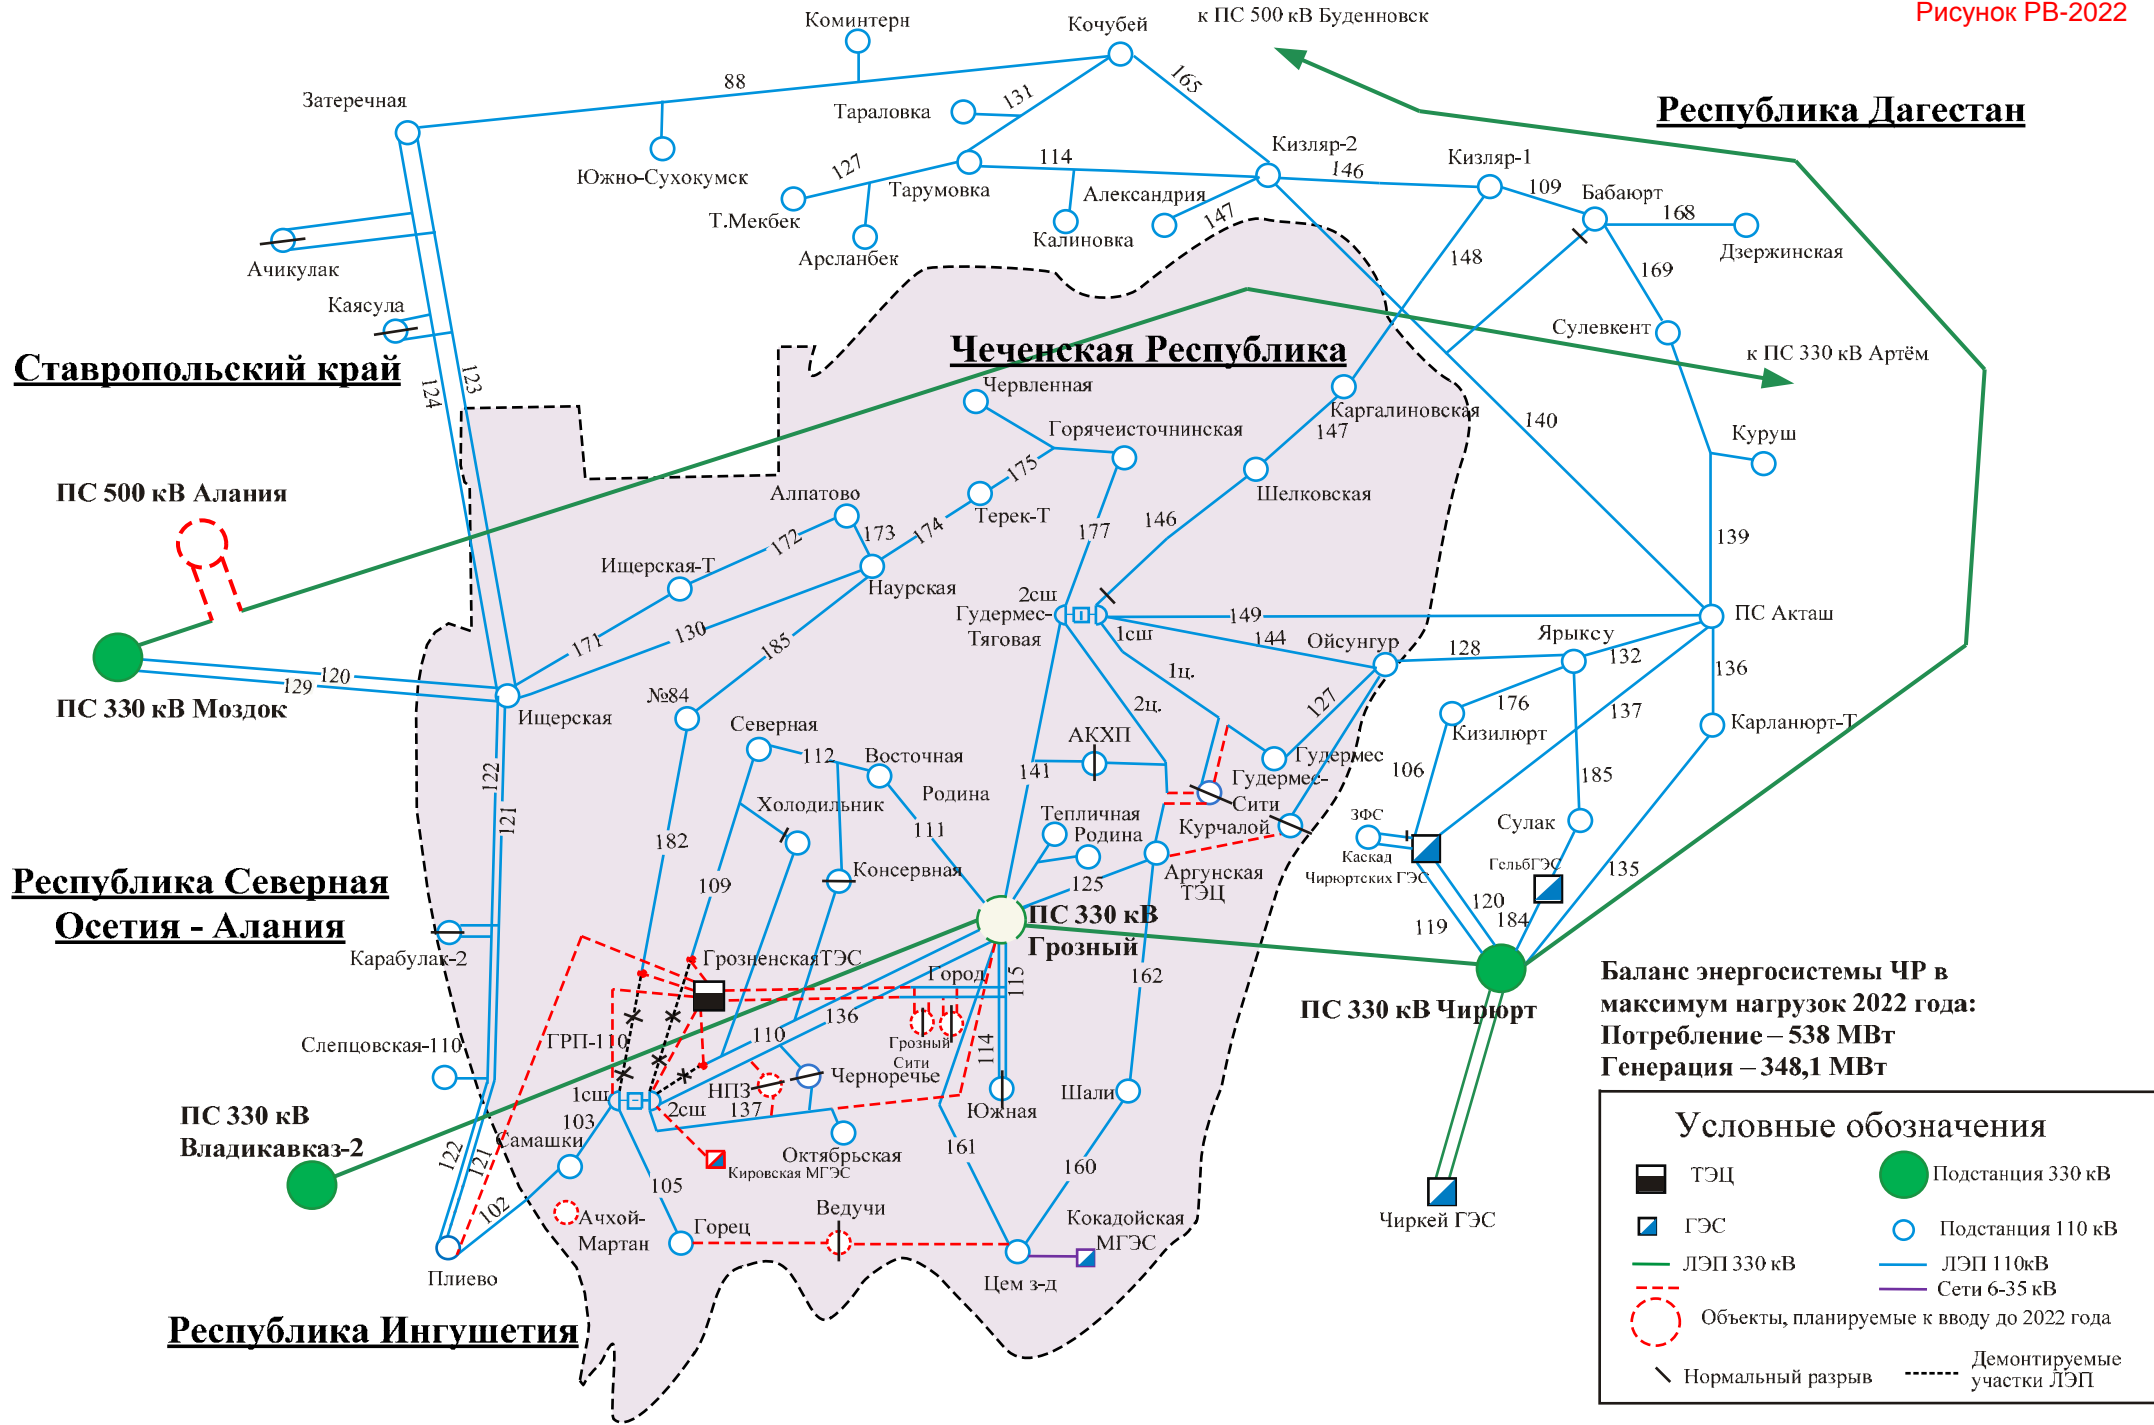 Рисунок РВ-2022
к ПС 500 кВ Буденновск
Коминтерн
Кочубей
88
165
Затеречная
Тараловка
131
Республика Дагестан
Южно-Сухокумск
127
Тарумовка
114
Кизляр-2
146
Кизляр-1
109
Бабаюрт
168
Т.Мекбек
Александрия
147
Арсланбек
Калиновка
148
Дзержинская
169
Ачикулак
Каясула
Сулевкент
к ПС 330 кВ Артём
Чеченская Республика
Ставропольский край
124
123
Червленная
Каргалиновская
147
140
Горячеисточнинская
Куруш
175
Шелковская
ПС 500 кВ Алания
Алпатово
Терек-Т
146
177
172
173
174
139
Ищерская-Т
Наурская
2сш
Гудермес-
Тяговая
149
ПС Акташ
1сш
144
Ойсунгур
128
Ярыксу
132
171
130
185
136
120
129
1ц.
2ц.
127
176
137
№84
ПС 330 кВ Моздок
Ищерская
Северная
АКХП
Кизилюрт
Карланюрт-Т
112
Восточная
Гудермес
122
121
141
Гудермес-
Сити
106
185
Холодильник
Родина
Тепличная
Родина
Курчалой
ЗФС
Сулак
182
111
Каскад
Чирюртских ГЭС
ГельбГЭС
135
Консервная
Аргунская
ТЭЦ
109
125
120
184
119
Республика Северная
Осетия - Алания
ПС 330 кВ
Грозный
Карабулак-2
ГрозненскаяТЭС
Город
115
162
Баланс энергосистемы ЧР в
максимум нагрузок 2022 года:
Потребление – 538 МВт
Генерация – 348,1 МВт
ПС 330 кВ Чирюрт
136
110
Слепцовская-110
ГРП-110
Грозный
Сити
114
Черноречье
НПЗ
1сш
2сш
137
Южная
Шали
103
ПС 330 кВ
Владикавказ-2
Самашки
122
121
Октябрьская
Кировская МГЭС
161
160
105
102
Ачхой-
Мартан
Горец
Ведучи
Кокадойская
МГЭС
Чиркей ГЭС
Плиево
Цем з-д
Республика Ингушетия
Условные обозначения
ТЭЦ
Подстанция 330 кВ
ГЭС
Подстанция 110 кВ
ЛЭП 330 кВ
ЛЭП 110кВ
Сети 6-35 кВ
Объекты, планируемые к вводу до 2022 года
Нормальный разрыв
Демонтируемые
участки ЛЭП